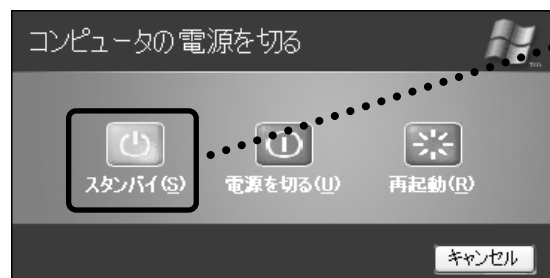 コンピュータの電源を切る
TM
スタンバイ(S)
電源を切る(U)
再起動(R)
キャンセル